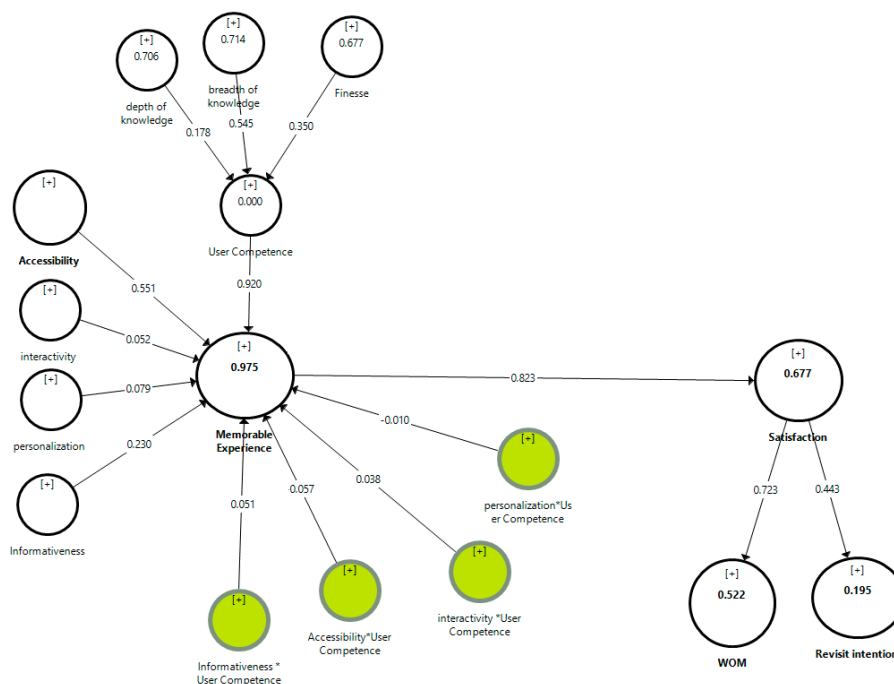 [+]
0.706
depth of
knowledge
[+]
0.714
breadth of
knowledge
[+]
0.677
Finesse
0.178
0.545
0.350
[+]
0.000
User Competence
0.920
[+]
Accessibility
0.551
[+]
interactivity
0.052
[+]
personalization
0.079
[+]
Informativeness
0.230
[+]
0.975
Memorable
Experience
0.823
[+]
0.677
Satisfaction
-0.010
[+]
personalization*Us
er Competence
0.038
[+]
interactivity *User
Competence
0.057
[+]
Accessibility*User
Competence
0.051
[+]
Informativeness *
User Competence
0.723
0.443
[+]
0.522
WOM
[+]
0.195
Revisit intention